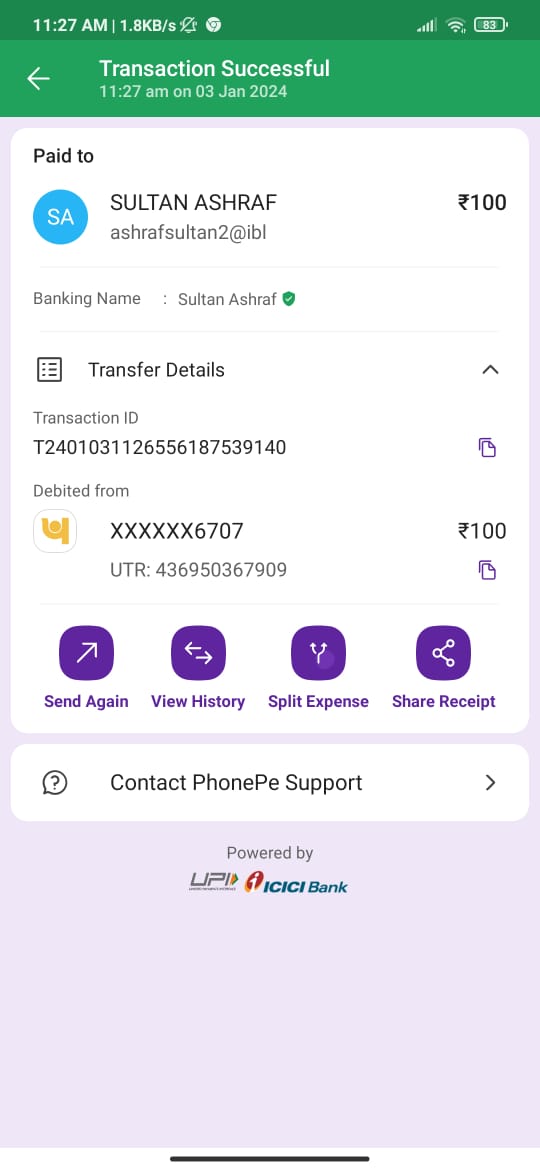 11:27 AM | 1.8KB/s
83
Transaction Successful
11:27 am on 03 Jan 2024
Paid to
SA
SULTAN ASHRAF
₹100
ashrafsultan2@ibl
Banking Name : Sultan Ashraf
Transfer Details
Transaction ID
T2401031126556187539140
Debited from
XXXXXX6707
₹100
UTR: 436950367909
Send Again
View History
Split Expense
Share Receipt
Contact PhonePe Support
Powered by
UPI
ICICI Bank